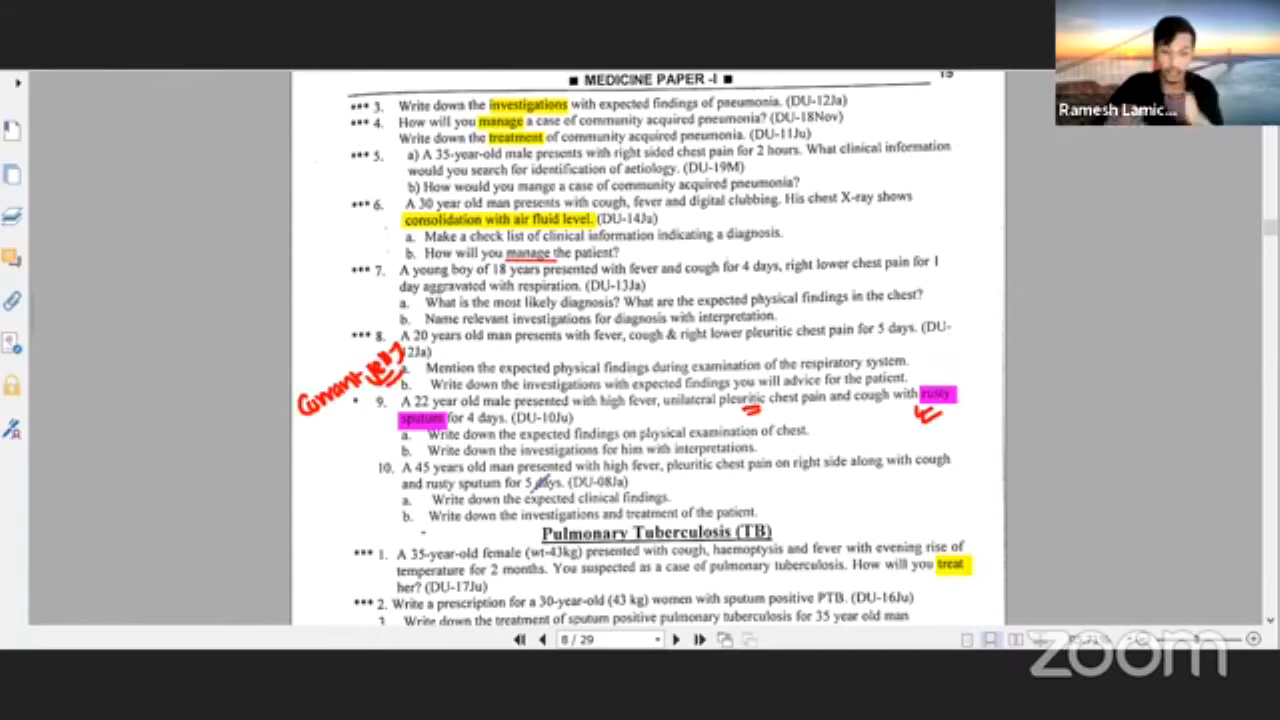 ■ MEDICINE PAPER -I ■
*** 3. Write down the investigations with expected findings of pneumonia. (DU-12Ja)
*** 4. How will you manage a case of community acquired pneumonia? (DU-18Nov)
Write down the treatment of community acquired pneumonia. (DU-11Ju)
*** 5. a) A 35-year-old male presents with right sided chest pain for 2 hours. What clinical information
would you search for identification of aetiology. (DU-19M)
b) How would you mange a case of community acquired pneumonia?
*** 6. A 30 year old man presents with cough, fever and digital clubbing. His chest X-ray shows
consolidation with air fluid level. (DU-14Ju)
a. Make a check list of clinical information indicating a diagnosis.
b. How will you manage the patient?
*** 7. A young boy of 18 years presented with fever and cough for 4 days, right lower chest pain for 1
day aggravated with respiration. (DU-13Ja)
a. What is the most likely diagnosis? What are the expected physical findings in the chest?
b. Name relevant investigations for diagnosis with interpretation.
*** 8. A 20 years old man presents with fever, cough & right lower pleuritic chest pain for 5 days. (DU-
12Ja)
a. Mention the expected physical findings during examination of the respiratory system.
b. Write down the investigations with expected findings you will advice for the patient.
* 9. A 22 year old male presented with high fever, unilateral pleuritic chest pain and cough with rusty
sputum for 4 days. (DU-10Ju)
a. Write down the expected findings on physical examination of chest.
b. Write down the investigations for him with interpretations.
10. A 45 years old man presented with high fever, pleuritic chest pain on right side along with cough
and rusty sputum for 5 days. (DU-08Ja)
a. Write down the expected clinical findings.
b. Write down the investigations and treatment of the patient.
Pulmonary Tuberculosis (TB)
*** 1. A 35-year-old female (wt-43kg) presented with cough, haemoptysis and fever with evening rise of
temperature for 2 months. You suspected as a case of pulmonary tuberculosis. How will you treat
her? (DU-17Ju)
*** 2. Write a prescription for a 30-year-old (43 kg) women with sputum positive PTB. (DU-16Ju)
Write down the treatment of sputum positive pulmonary tuberculosis for 35 year old man
Ramesh Lamic...
8 / 29
zoom